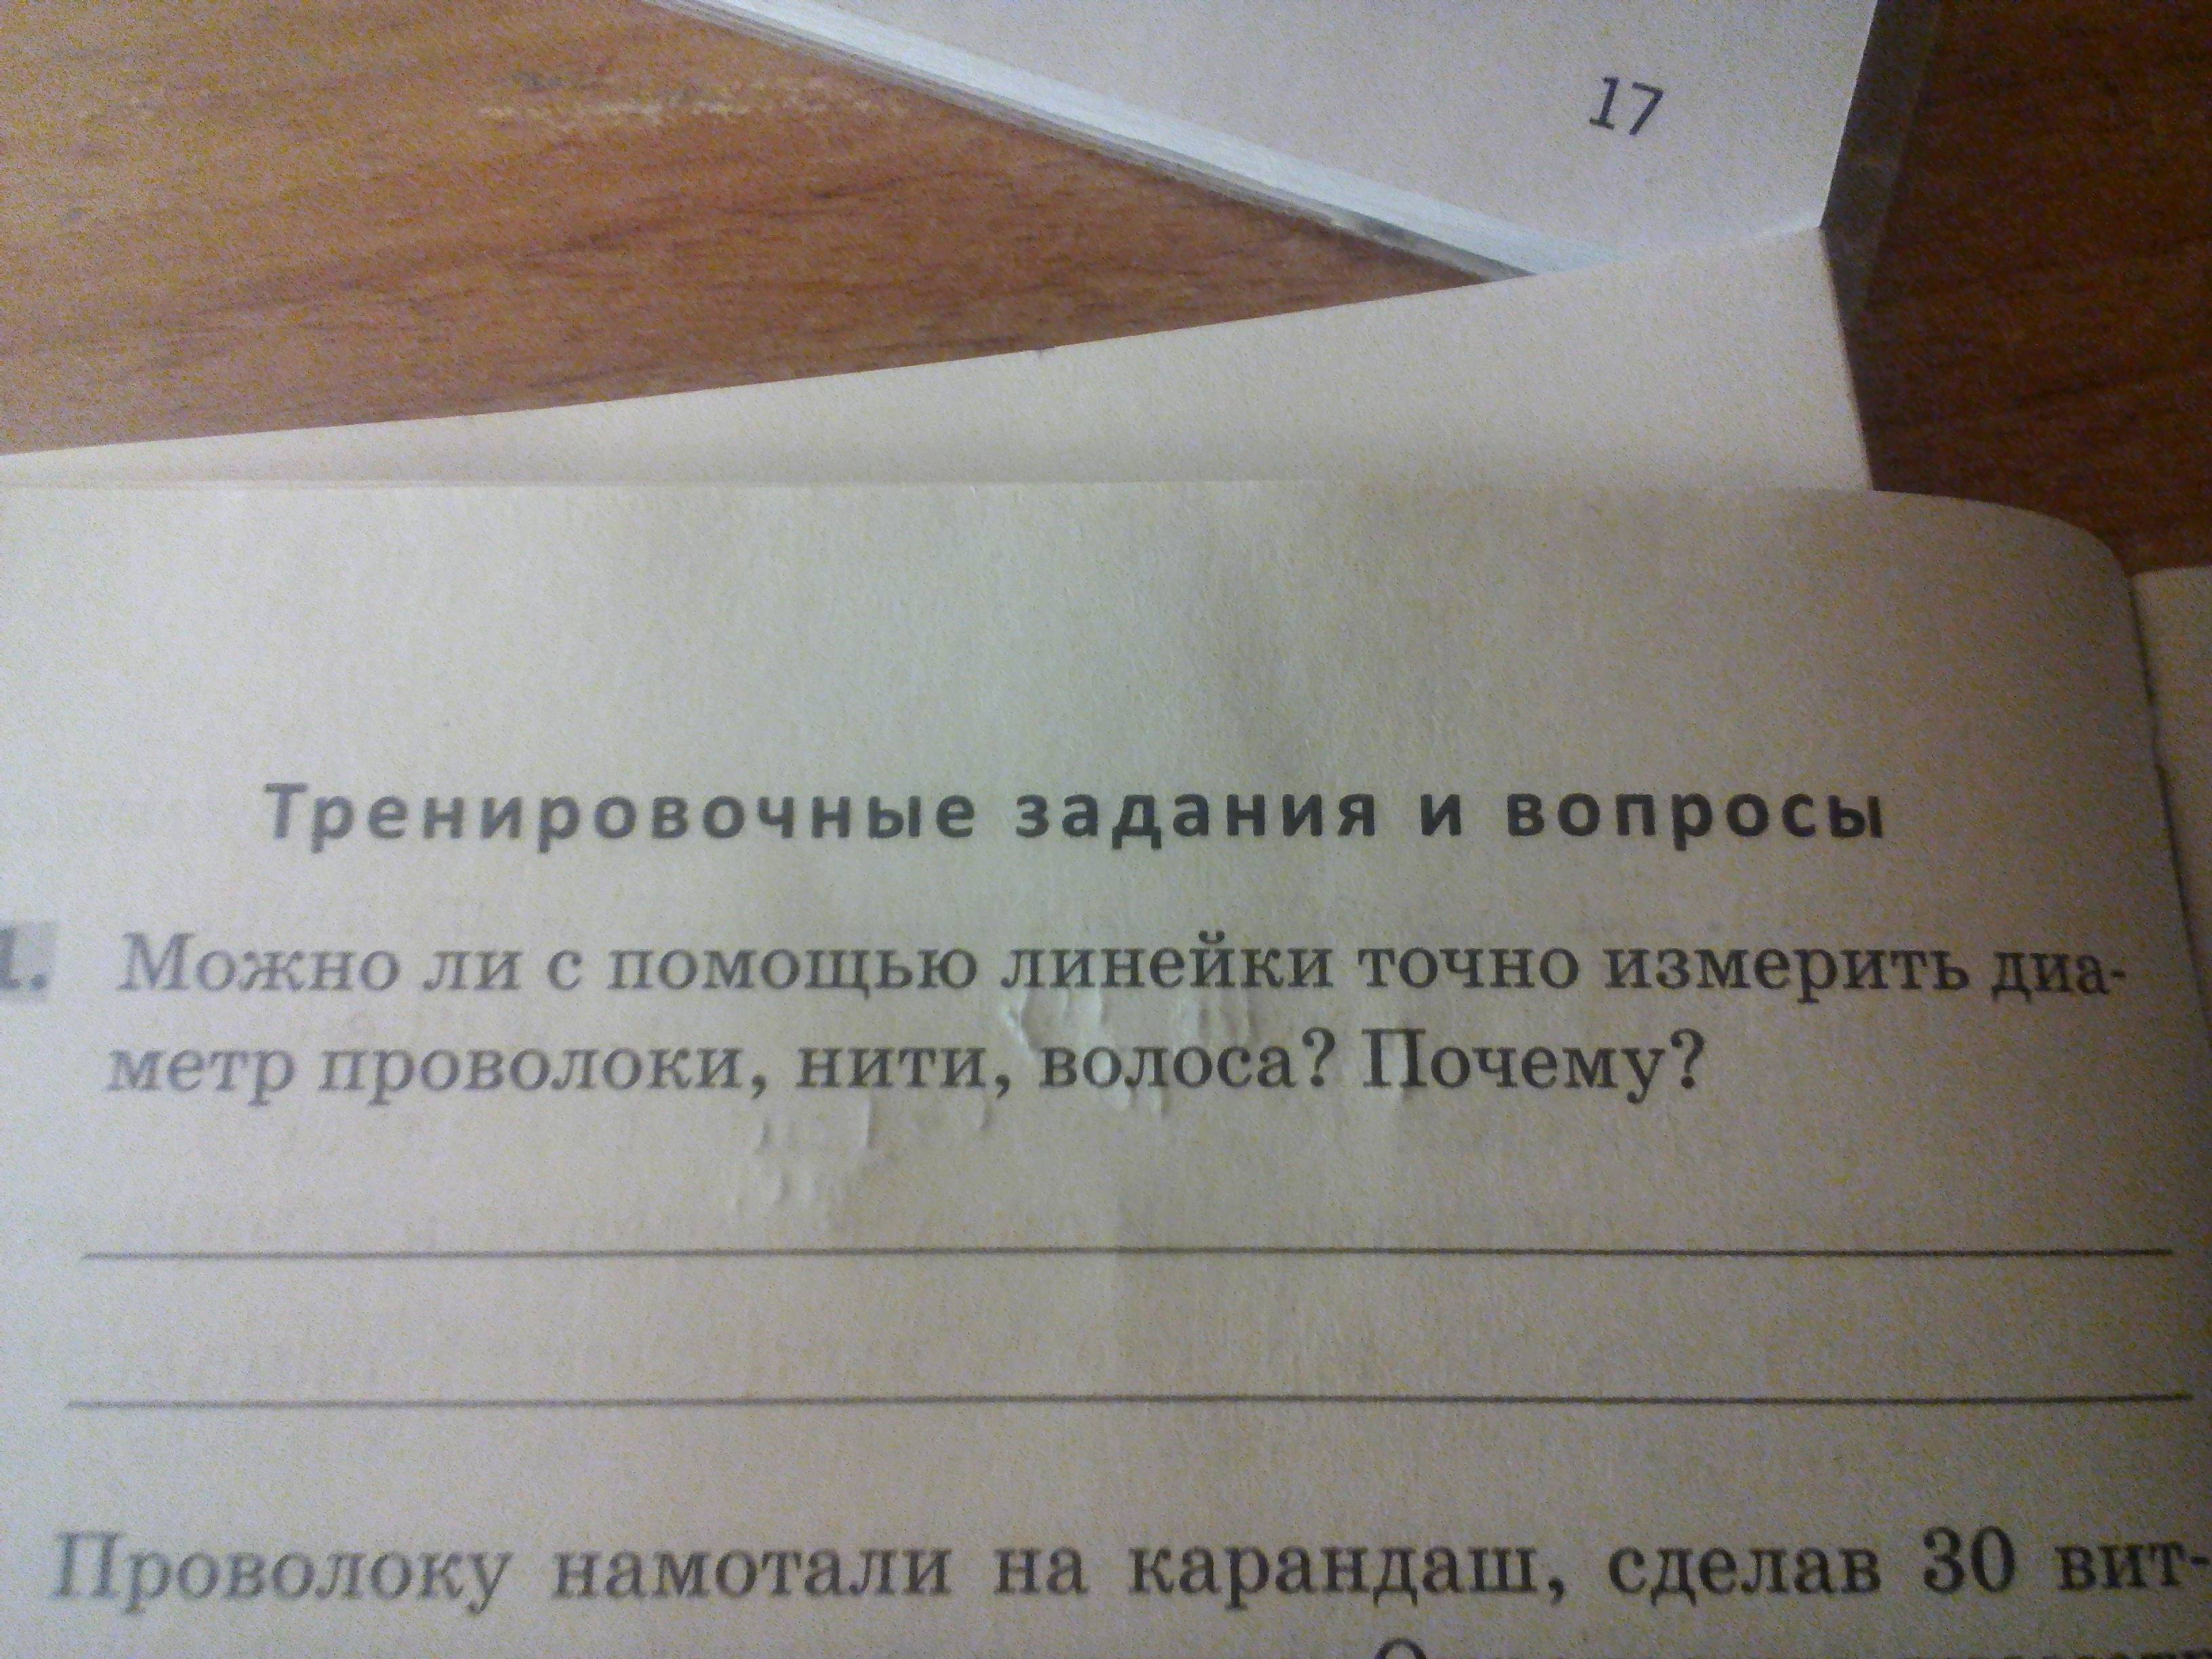 17
Тренировочные задания и вопросы
1. Можно ли с помощью линейки точно измерить диа-
метр проволоки, нити, волоса? Почему?
Проволоку намотали на карандаш, сделав 30 вит-